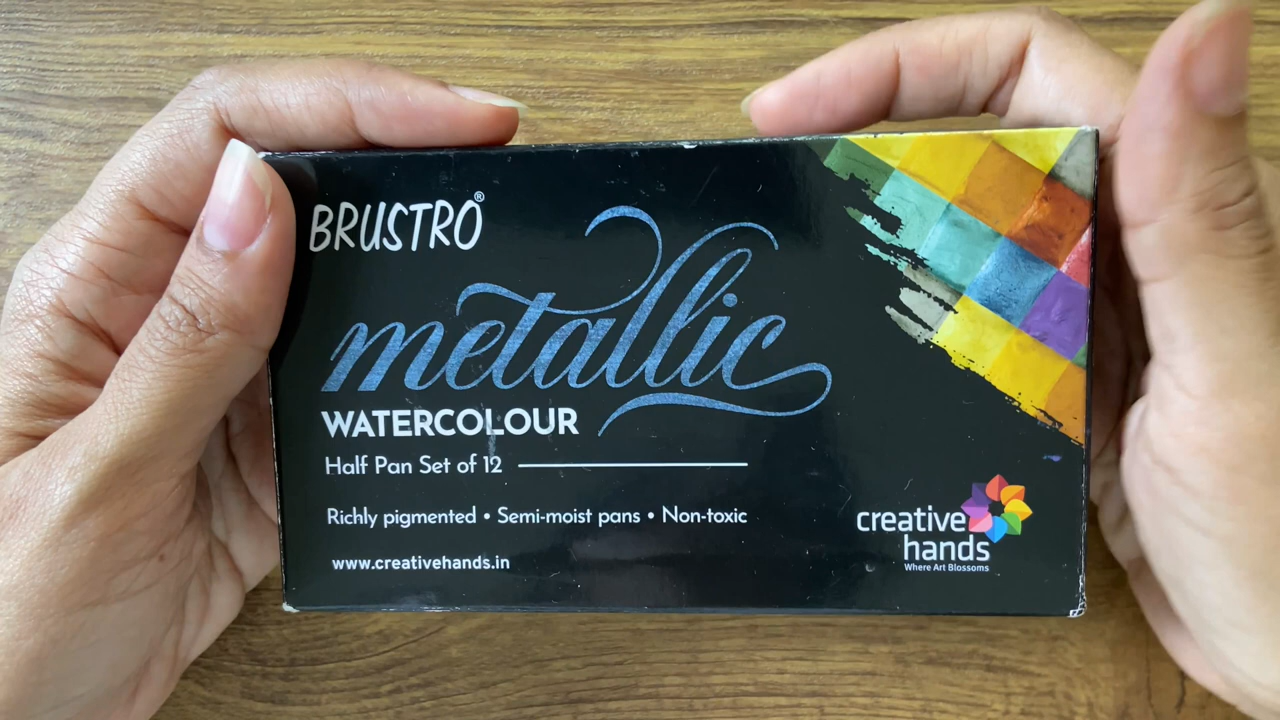 BRUSTRO®
metallic
WATERCOLOUR
Half Pan Set of 12
Richly pigmented • Semi-moist pans • Non-toxic
www.creativehands.in
creative
hands
Where Art Blossoms